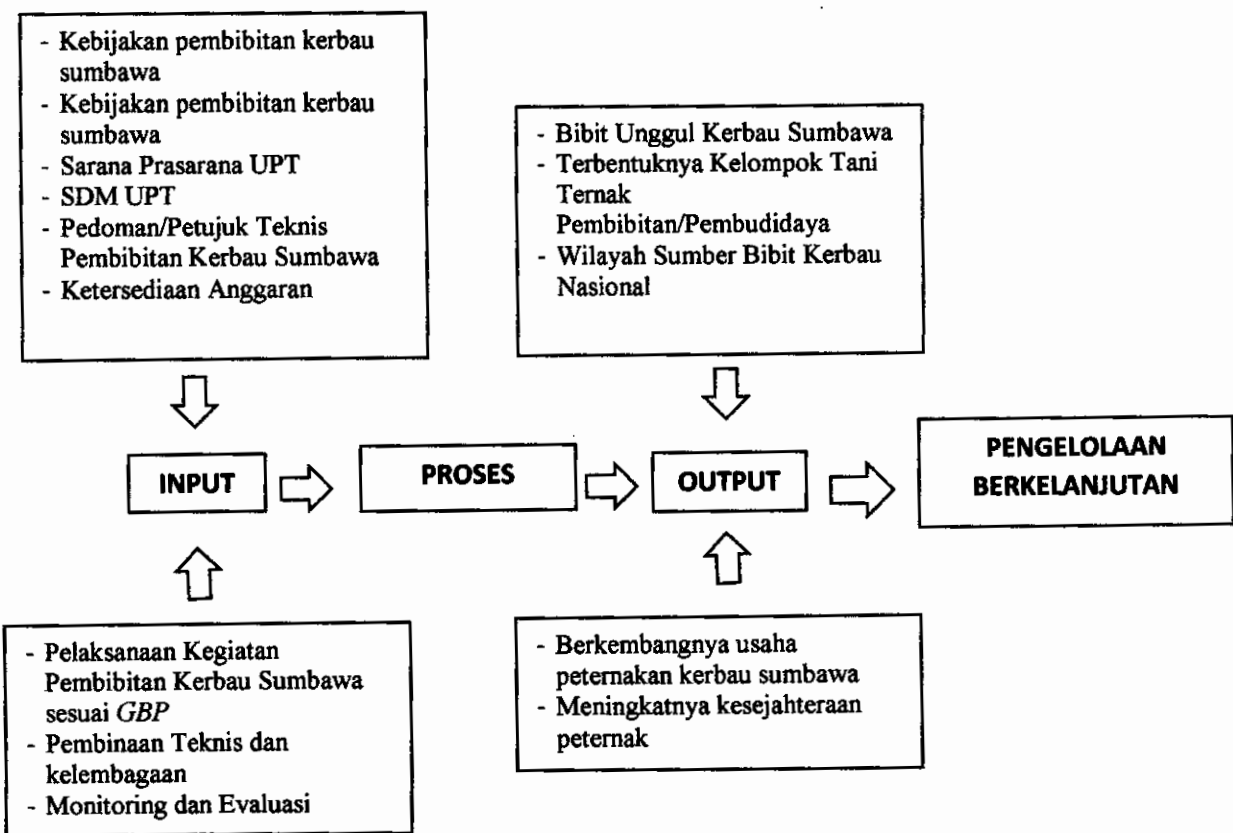 - Kebijakan pembibitan kerbau
sumbawa
- Kebijakan pembibitan kerbau
sumbawa
- Sarana Prasarana UPT
- SDM UPT
- Pedoman/Petujuk Teknis
Pembibitan Kerbau Sumbawa
- Ketersediaan Anggaran
- Bibit Unggul Kerbau Sumbawa
- Terbentuknya Kelompok Tani
Ternak
Pembibitan/Pembudidaya
- Wilayah Sumber Bibit Kerbau
Nasional
INPUT
PROSES
OUTPUT
PENGELOLAAN
BERKELANJUTAN
- Pelaksanaan Kegiatan
Pembibitan Kerbau Sumbawa
sesuai GBP
- Pembinaan Teknis dan
kelembagaan
- Monitoring dan Evaluasi
- Berkembangnya usaha
peternakan kerbau sumbawa
- Meningkatnya kesejahteraan
peternak